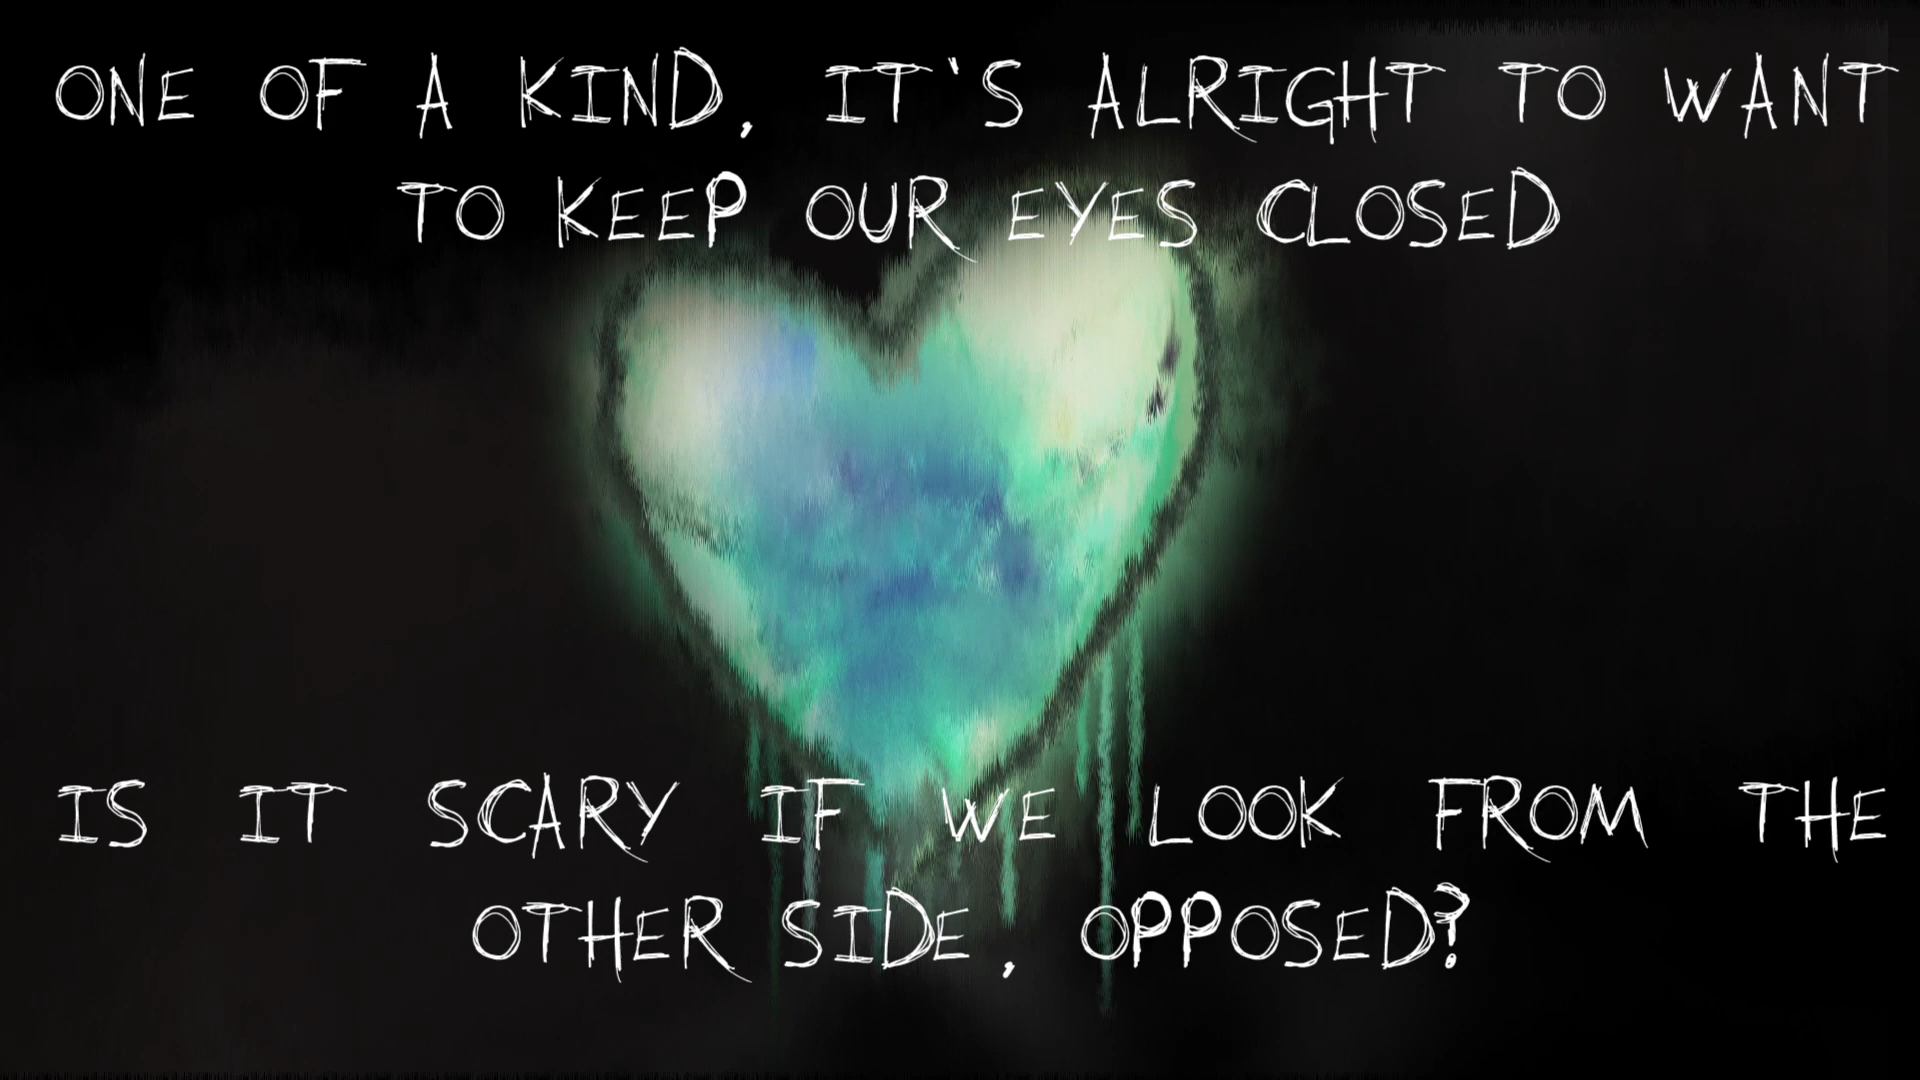 ONE OF A KIND, IT'S ALRIGHT TO WANT
TO KEEP OUR EYES CLOSED
IS IT SCARY IF WE LOOK FROM THE
OTHER SIDE, OPPOSED?